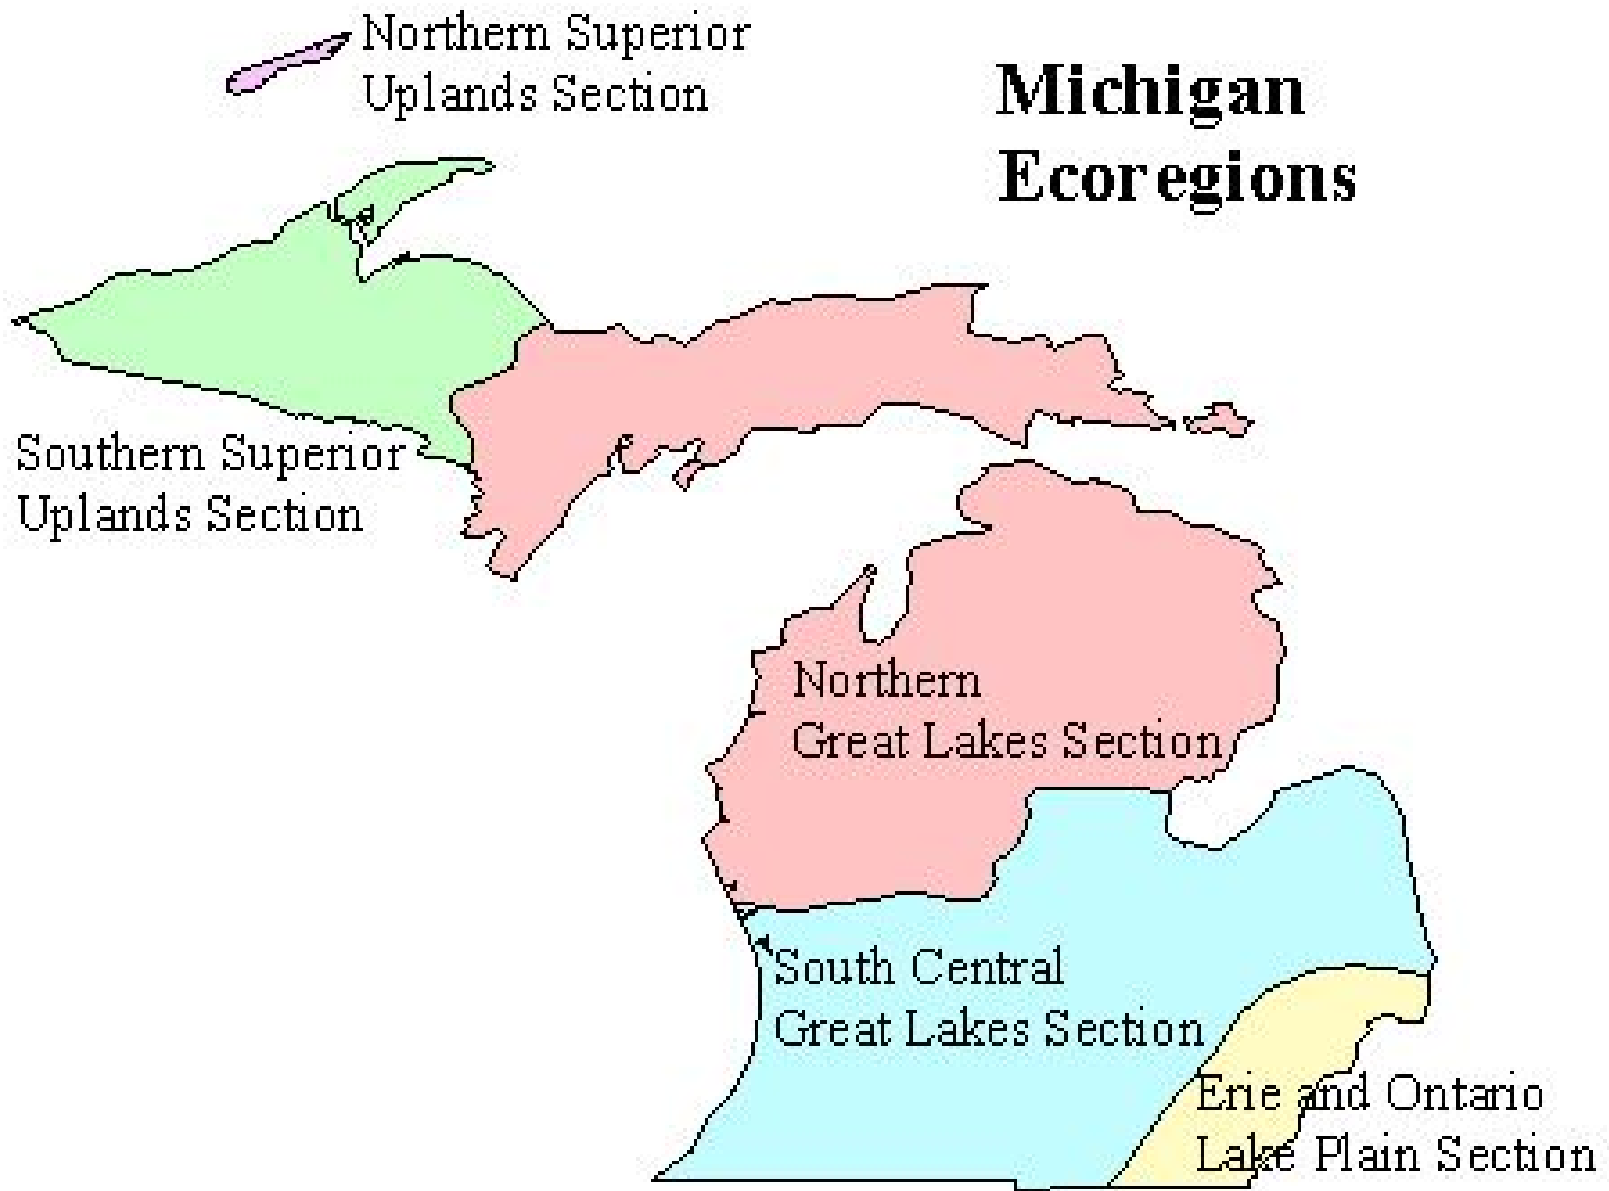 Northern Superior
Uplands Section
Michigan
Ecoregions
Southern Superior
Uplands Section
Northern
Great Lakes Section
South Central
Great Lakes Section
Erie and Ontario
Lake Plain Section